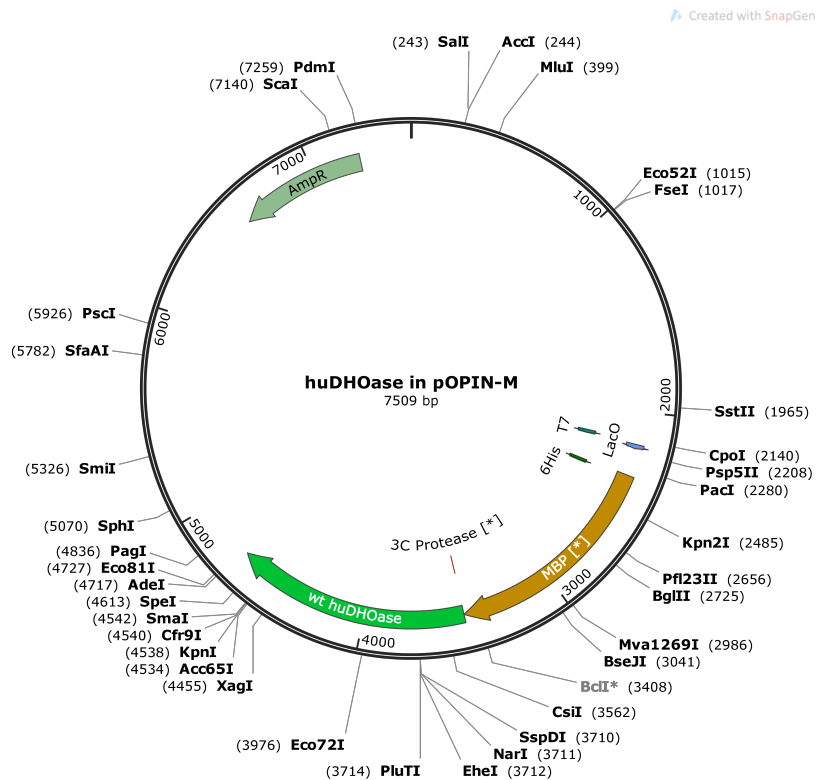 Created with SnapGen
(243) SalI
AccI (244)
MluI (399)
(7259) PdmI
(7140) ScaI
7000
AmpR
Eco52I (1015)
FseI (1017)
1000
(5926) PscI
(5782) SfaAI
6000
huDHOase in pOPIN-M
7509 bp
2000
SstII (1965)
T7
LacO
6His
CpoI (2140)
Psp5II (2208)
PacI (2280)
(5326) SmiI
Kpn2I (2485)
(5070) SphI
5000
3C Protease [*]
MBP [*]
(4836) PagI
(4727) Eco81I
(4717) AdeI
(4613) SpeI
(4542) SmaI
(4540) Cfr9I
(4538) KpnI
(4534) Acc65I
(4455) XagI
Pfl23II (2656)
BglII (2725)
3000
wt huDHOase
4000
Mva1269I (2986)
BseJI (3041)
BclI* (3408)
CsiI (3562)
SspDI (3710)
NarI (3711)
EheI (3712)
(3976) Eco72I
(3714) PluTI